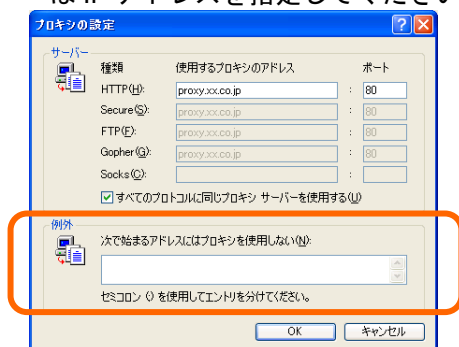 は IP アドレスを指定してください
プロキシの設定
サーバー
種類 使用するプロキシのアドレス ポート
HTTP(H): proxy.xx.co.jp : 80
Secure(S): proxy.xx.co.jp : 80
FTP(F): proxy.xx.co.jp : 80
Gopher(G): proxy.xx.co.jp : 80
Socks(C): :
すべてのプロトコルに同じプロキシ サーバーを使用する(U)
例外
次で始まるアドレスにはプロキシを使用しない(N):
セミコロン (;) を使用してエントリを分けてください。
OK キャンセル